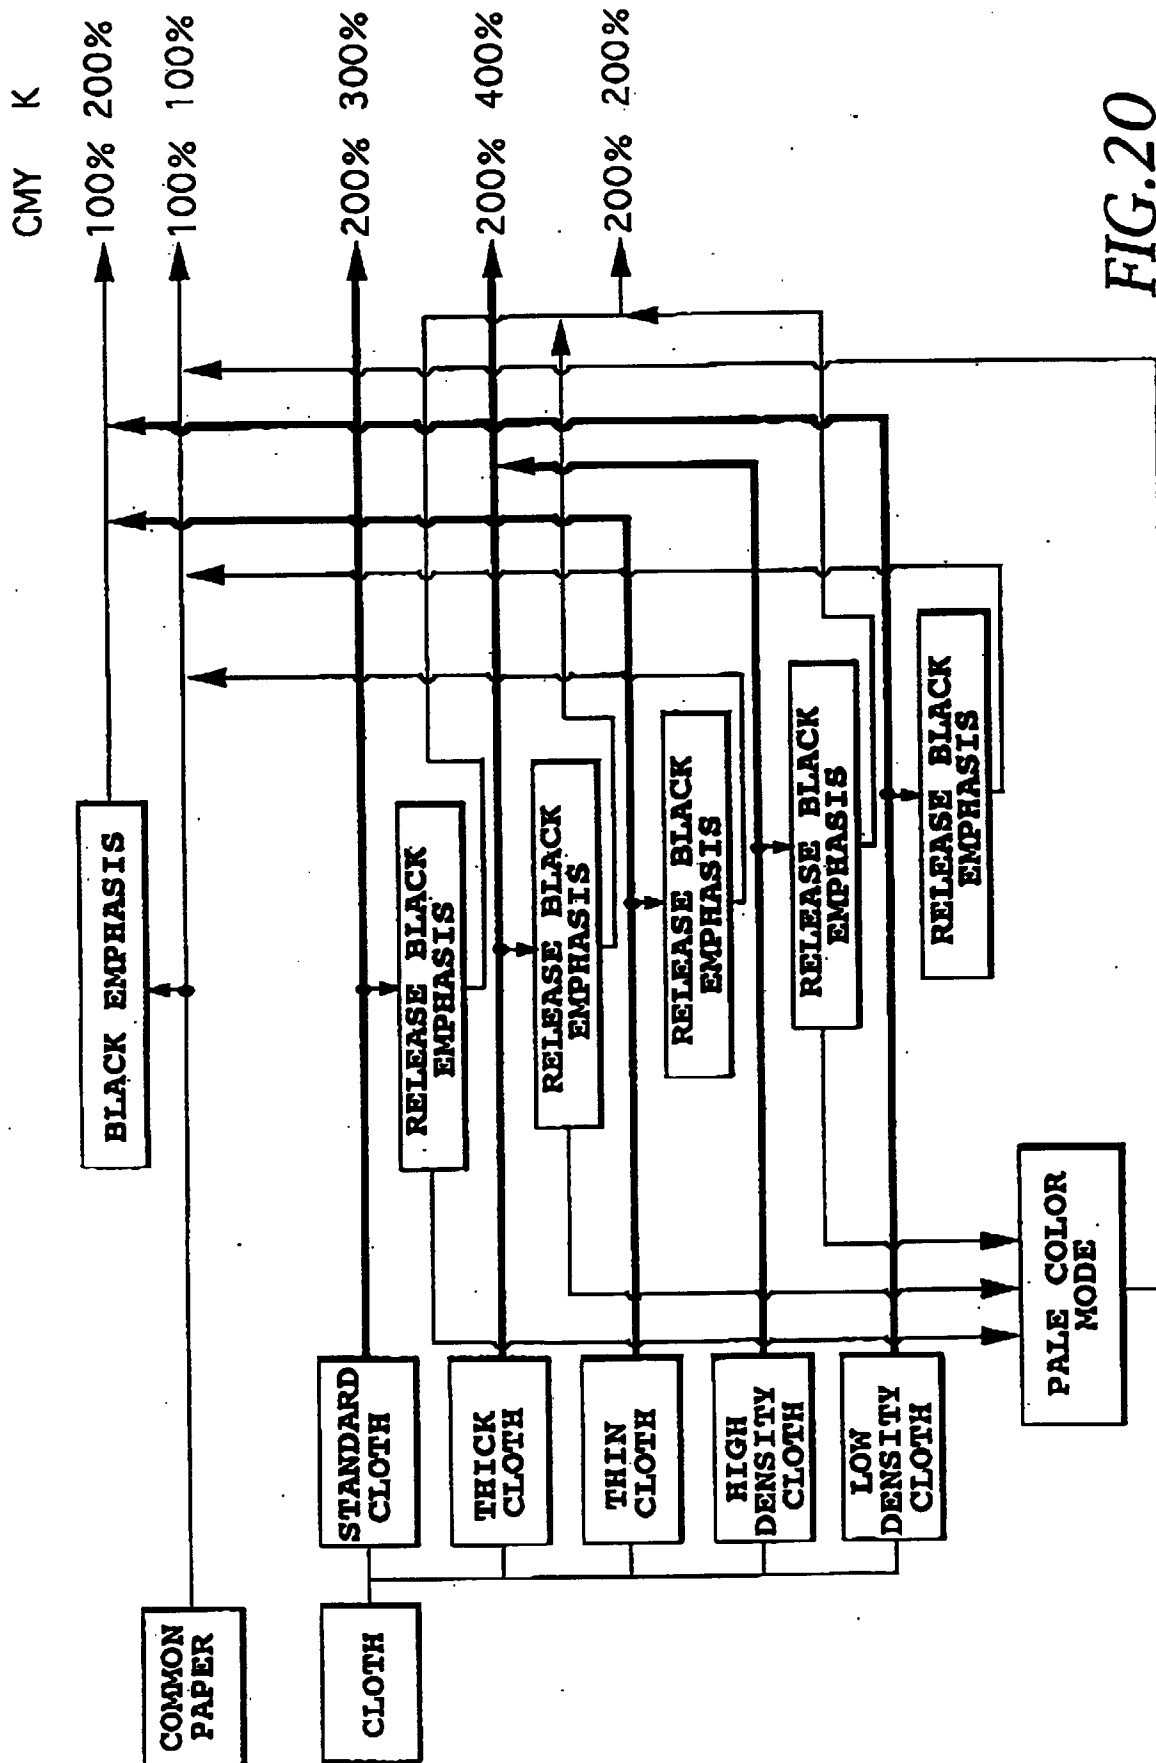 CMY K
100% 200%
100% 100%
200% 300%
200% 400%
200% 200%
BLACK EMPHASIS
RELEASE BLACK
EMPHASIS
RELEASE BLACK
EMPHASIS
RELEASE BLACK
EMPHASIS
RELEASE BLACK
EMPHASIS
RELEASE BLACK
EMPHASIS
COMMON
PAPER
CLOTH
STANDARD
CLOTH
THICK
CLOTH
THIN
CLOTH
HIGH
DENSITY
CLOTH
LOW
DENSITY
CLOTH
PALE COLOR
MODE
FIG.20